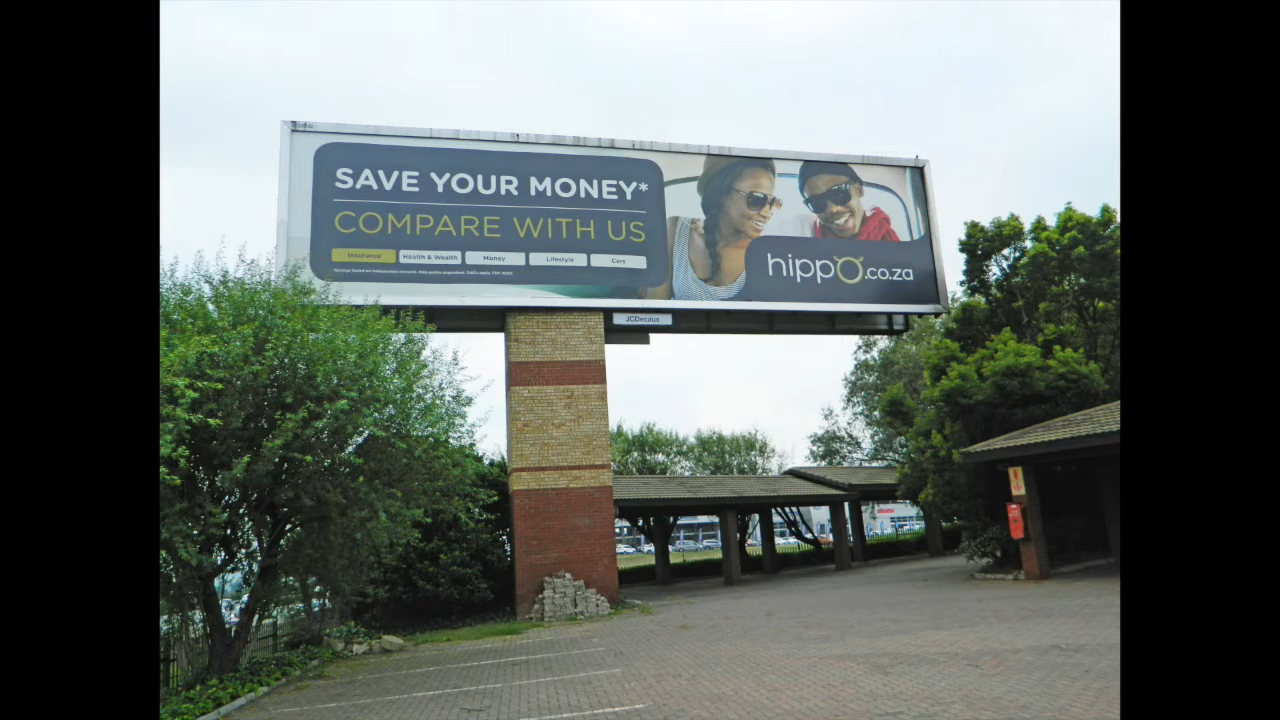 SAVE YOUR MONEY*
COMPARE WITH US
Insurance Health & Wealth Money Lifestyle Cars
hippo.co.za
JCDecaux